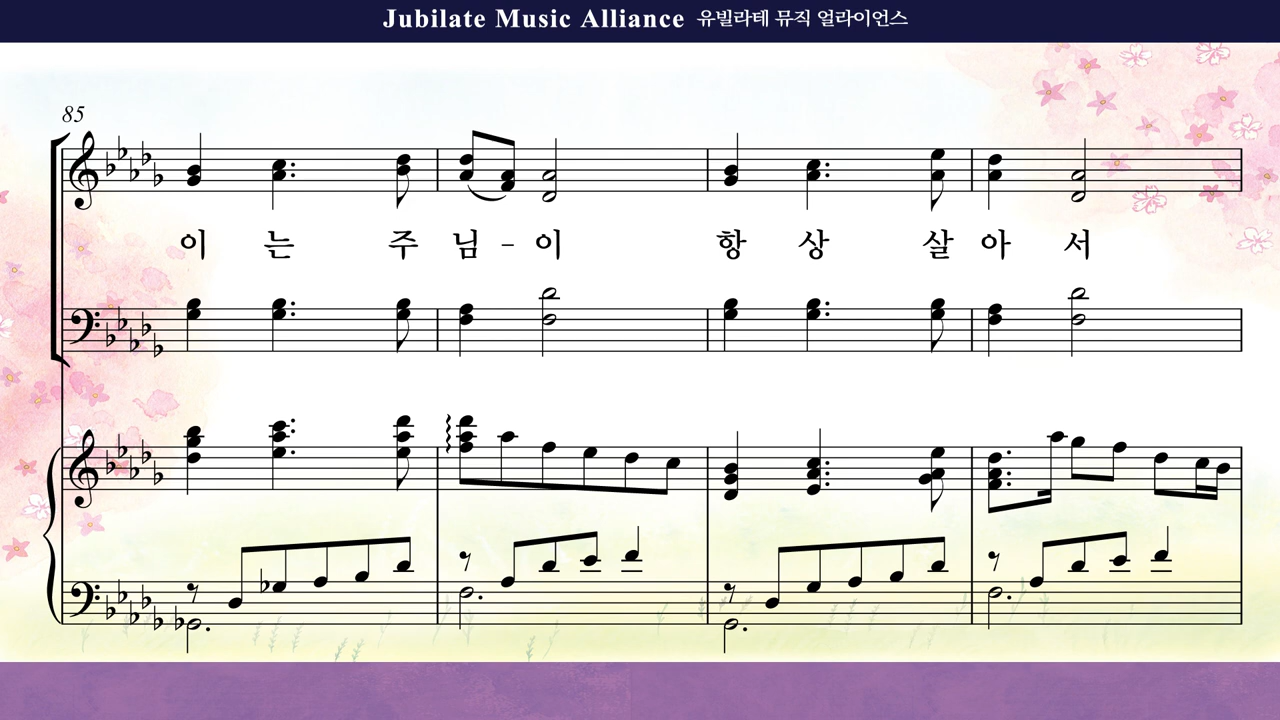 Jubilate Music Alliance 유빌라테 뮤직 얼라이언스
85
이 는 주 님 - 이 항 상 살 아 서